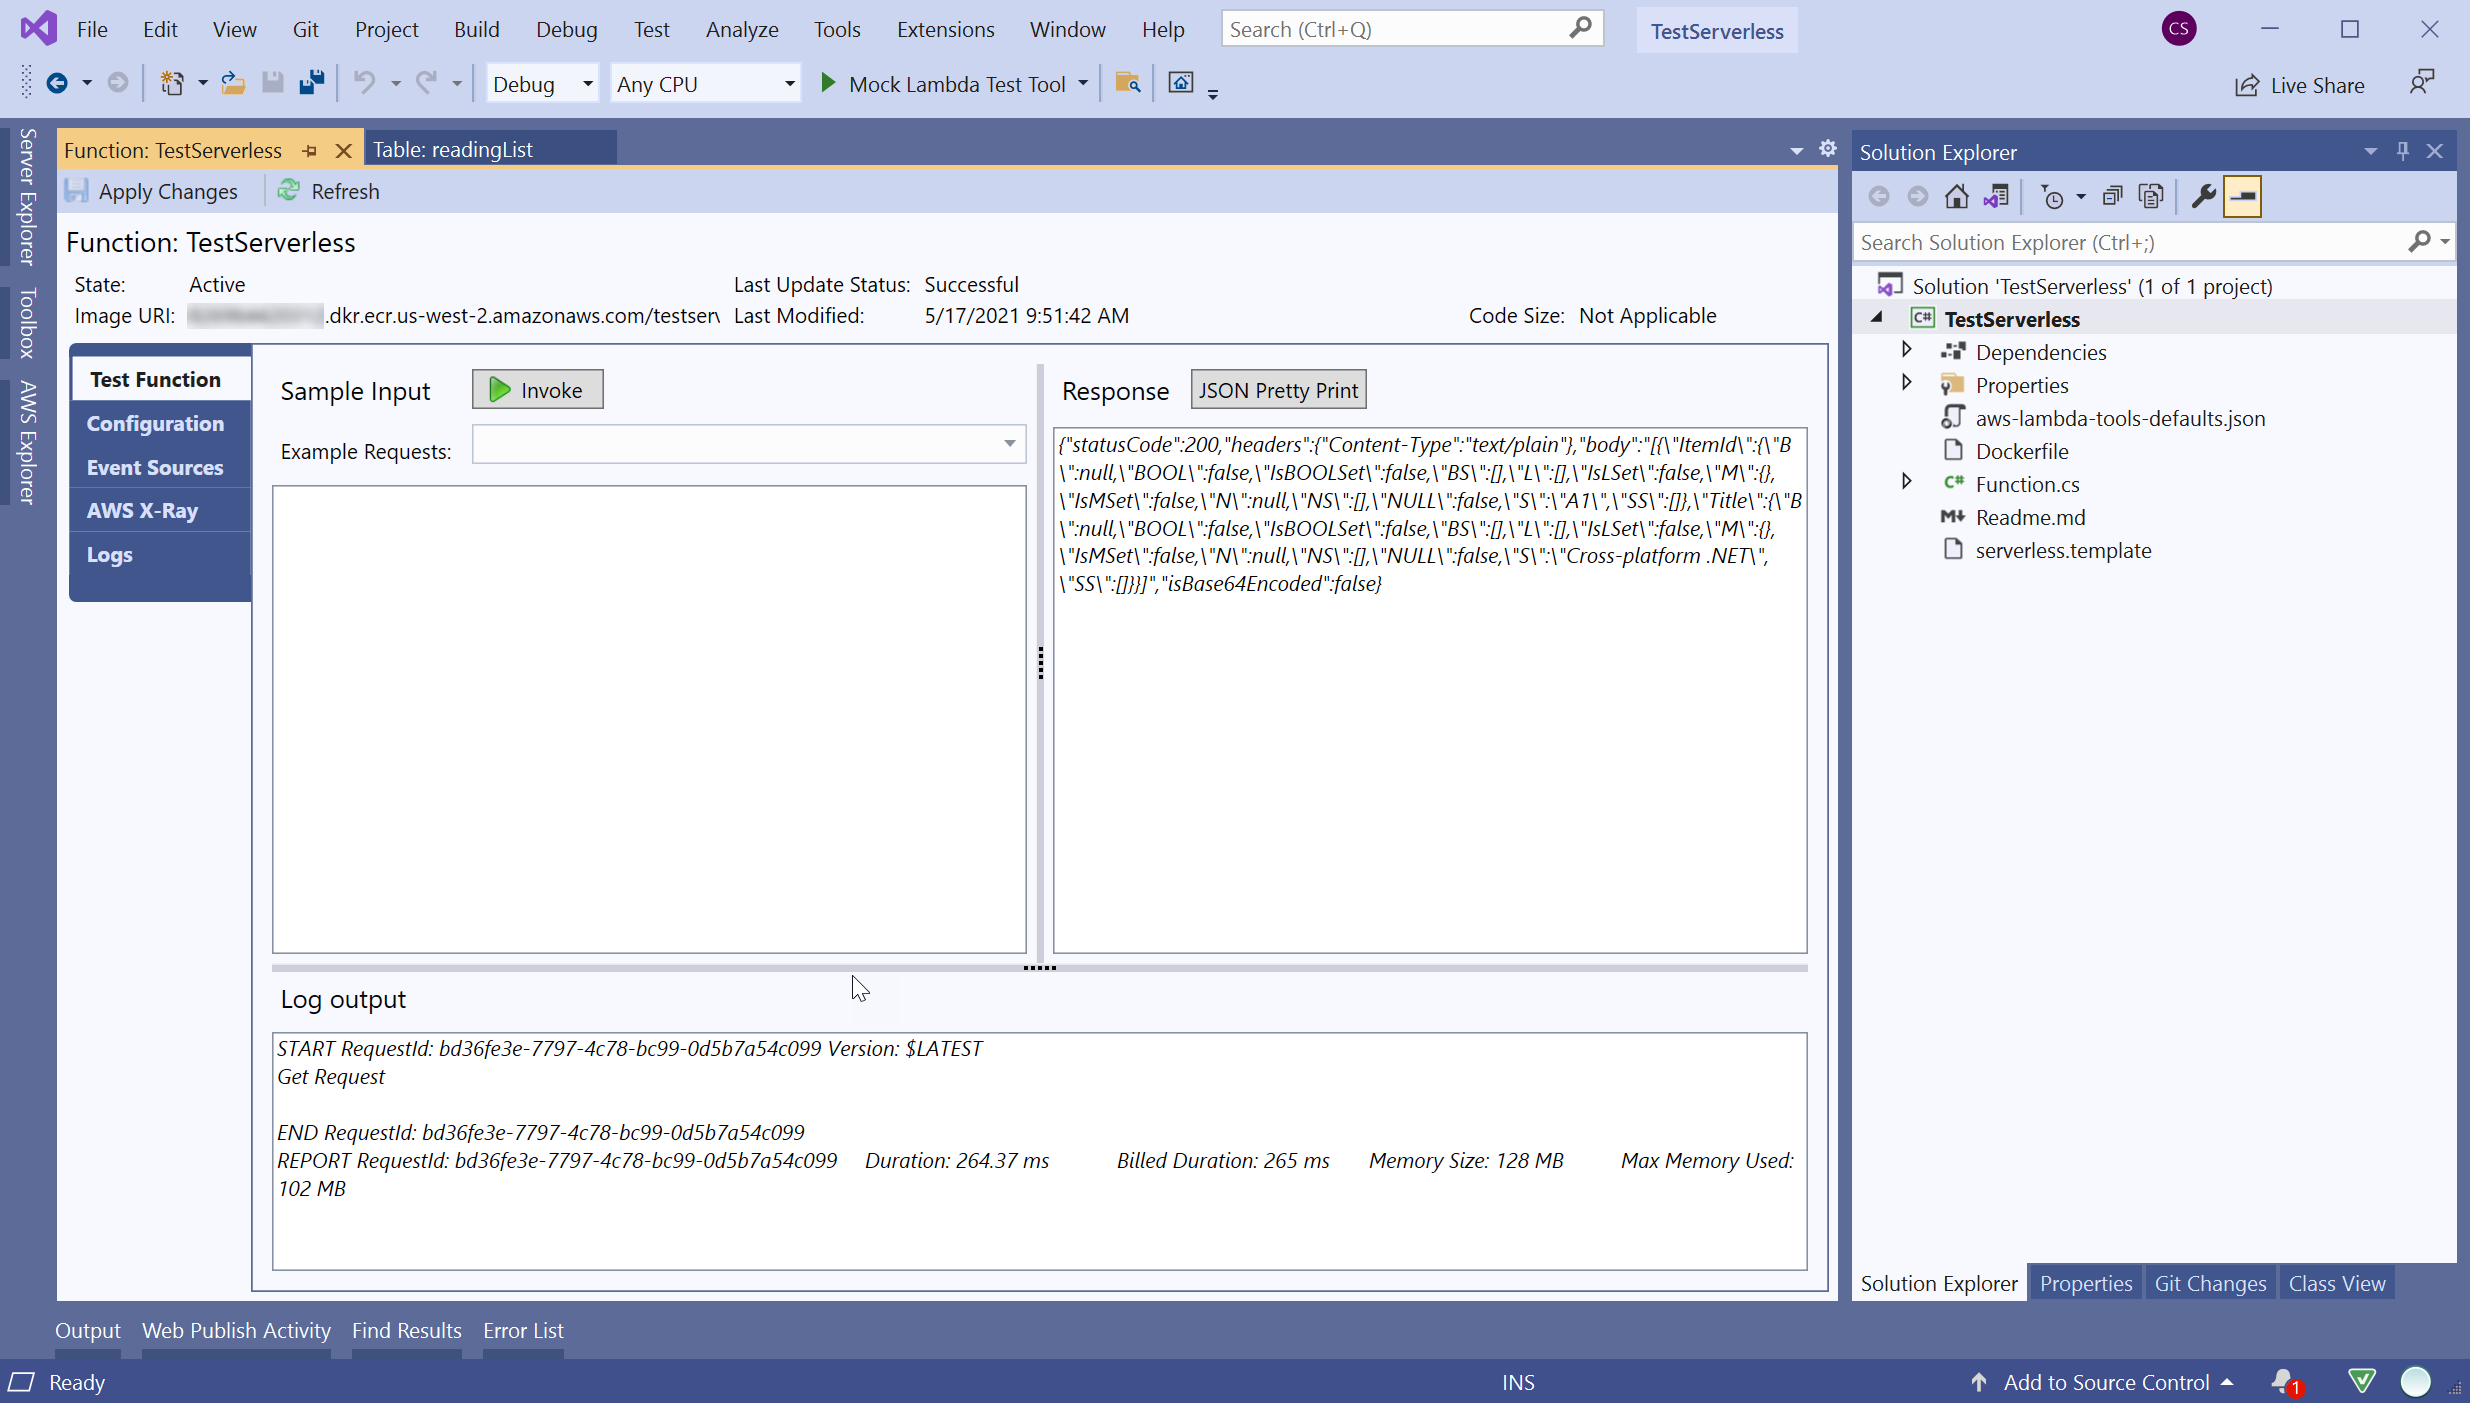 File Edit View Git Project Build Debug Test Analyze Tools Extensions Window Help Search (Ctrl+Q) TestServerless CS
Debug Any CPU Mock Lambda Test Tool Live Share
Server Explorer
Toolbox
AWS Explorer
Function: TestServerless Table: readingList
Apply Changes Refresh
Function: TestServerless
State: Active Last Update Status: Successful
Image URI: .dkr.ecr.us-west-2.amazonaws.com/testserv Last Modified: 5/17/2021 9:51:42 AM Code Size: Not Applicable
Test Function
Configuration
Event Sources
AWS X-Ray
Logs
Sample Input Invoke
Example Requests:
Response JSON Pretty Print
{"statusCode":200,"headers":{"Content-Type":"text/plain"},"body":"[{\"ItemId\":{\"B
\":null,\"BOOL\":false,\"IsBOOLSet\":false,\"BS\":[],\"L\":[],\"IsLSet\":false,\"M\":{},
\"IsMSet\":false,\"N\":null,\"NS\":[],\"NULL\":false,\"S\":\"A1\",\"SS\":[]},\"Title\":{\"B
\":null,\"BOOL\":false,\"IsBOOLSet\":false,\"BS\":[],\"L\":[],\"IsLSet\":false,\"M\":{},
\"IsMSet\":false,\"N\":null,\"NS\":[],\"NULL\":false,\"S\":\"Cross-platform .NET\",
\"SS\":[]}}]","isBase64Encoded":false}
Log output
START RequestId: bd36fe3e-7797-4c78-bc99-0d5b7a54c099 Version: $LATEST
Get Request
END RequestId: bd36fe3e-7797-4c78-bc99-0d5b7a54c099
REPORT RequestId: bd36fe3e-7797-4c78-bc99-0d5b7a54c099 Duration: 264.37 ms Billed Duration: 265 ms Memory Size: 128 MB Max Memory Used:
102 MB
Solution Explorer
Search Solution Explorer (Ctrl+;)
Solution 'TestServerless' (1 of 1 project)
C# TestServerless
Dependencies
Properties
aws-lambda-tools-defaults.json
Dockerfile
C# Function.cs
M Readme.md
serverless.template
Solution Explorer Properties Git Changes Class View
Output Web Publish Activity Find Results Error List
Ready INS Add to Source Control 1